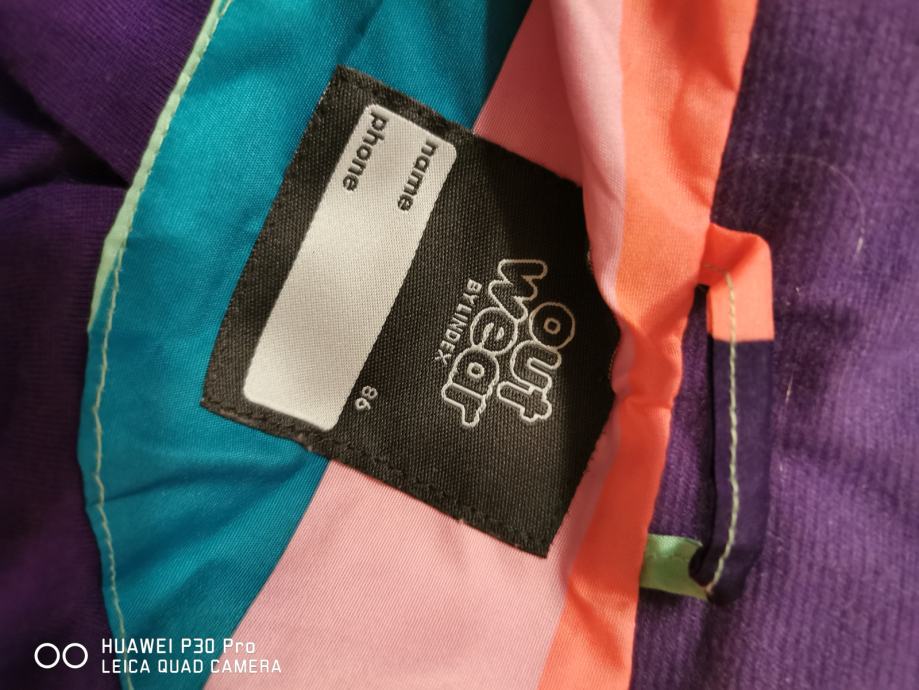 out
wear
BY LINDEX
86
name
phone
HUAWEI P30 Pro
LEICA QUAD CAMERA